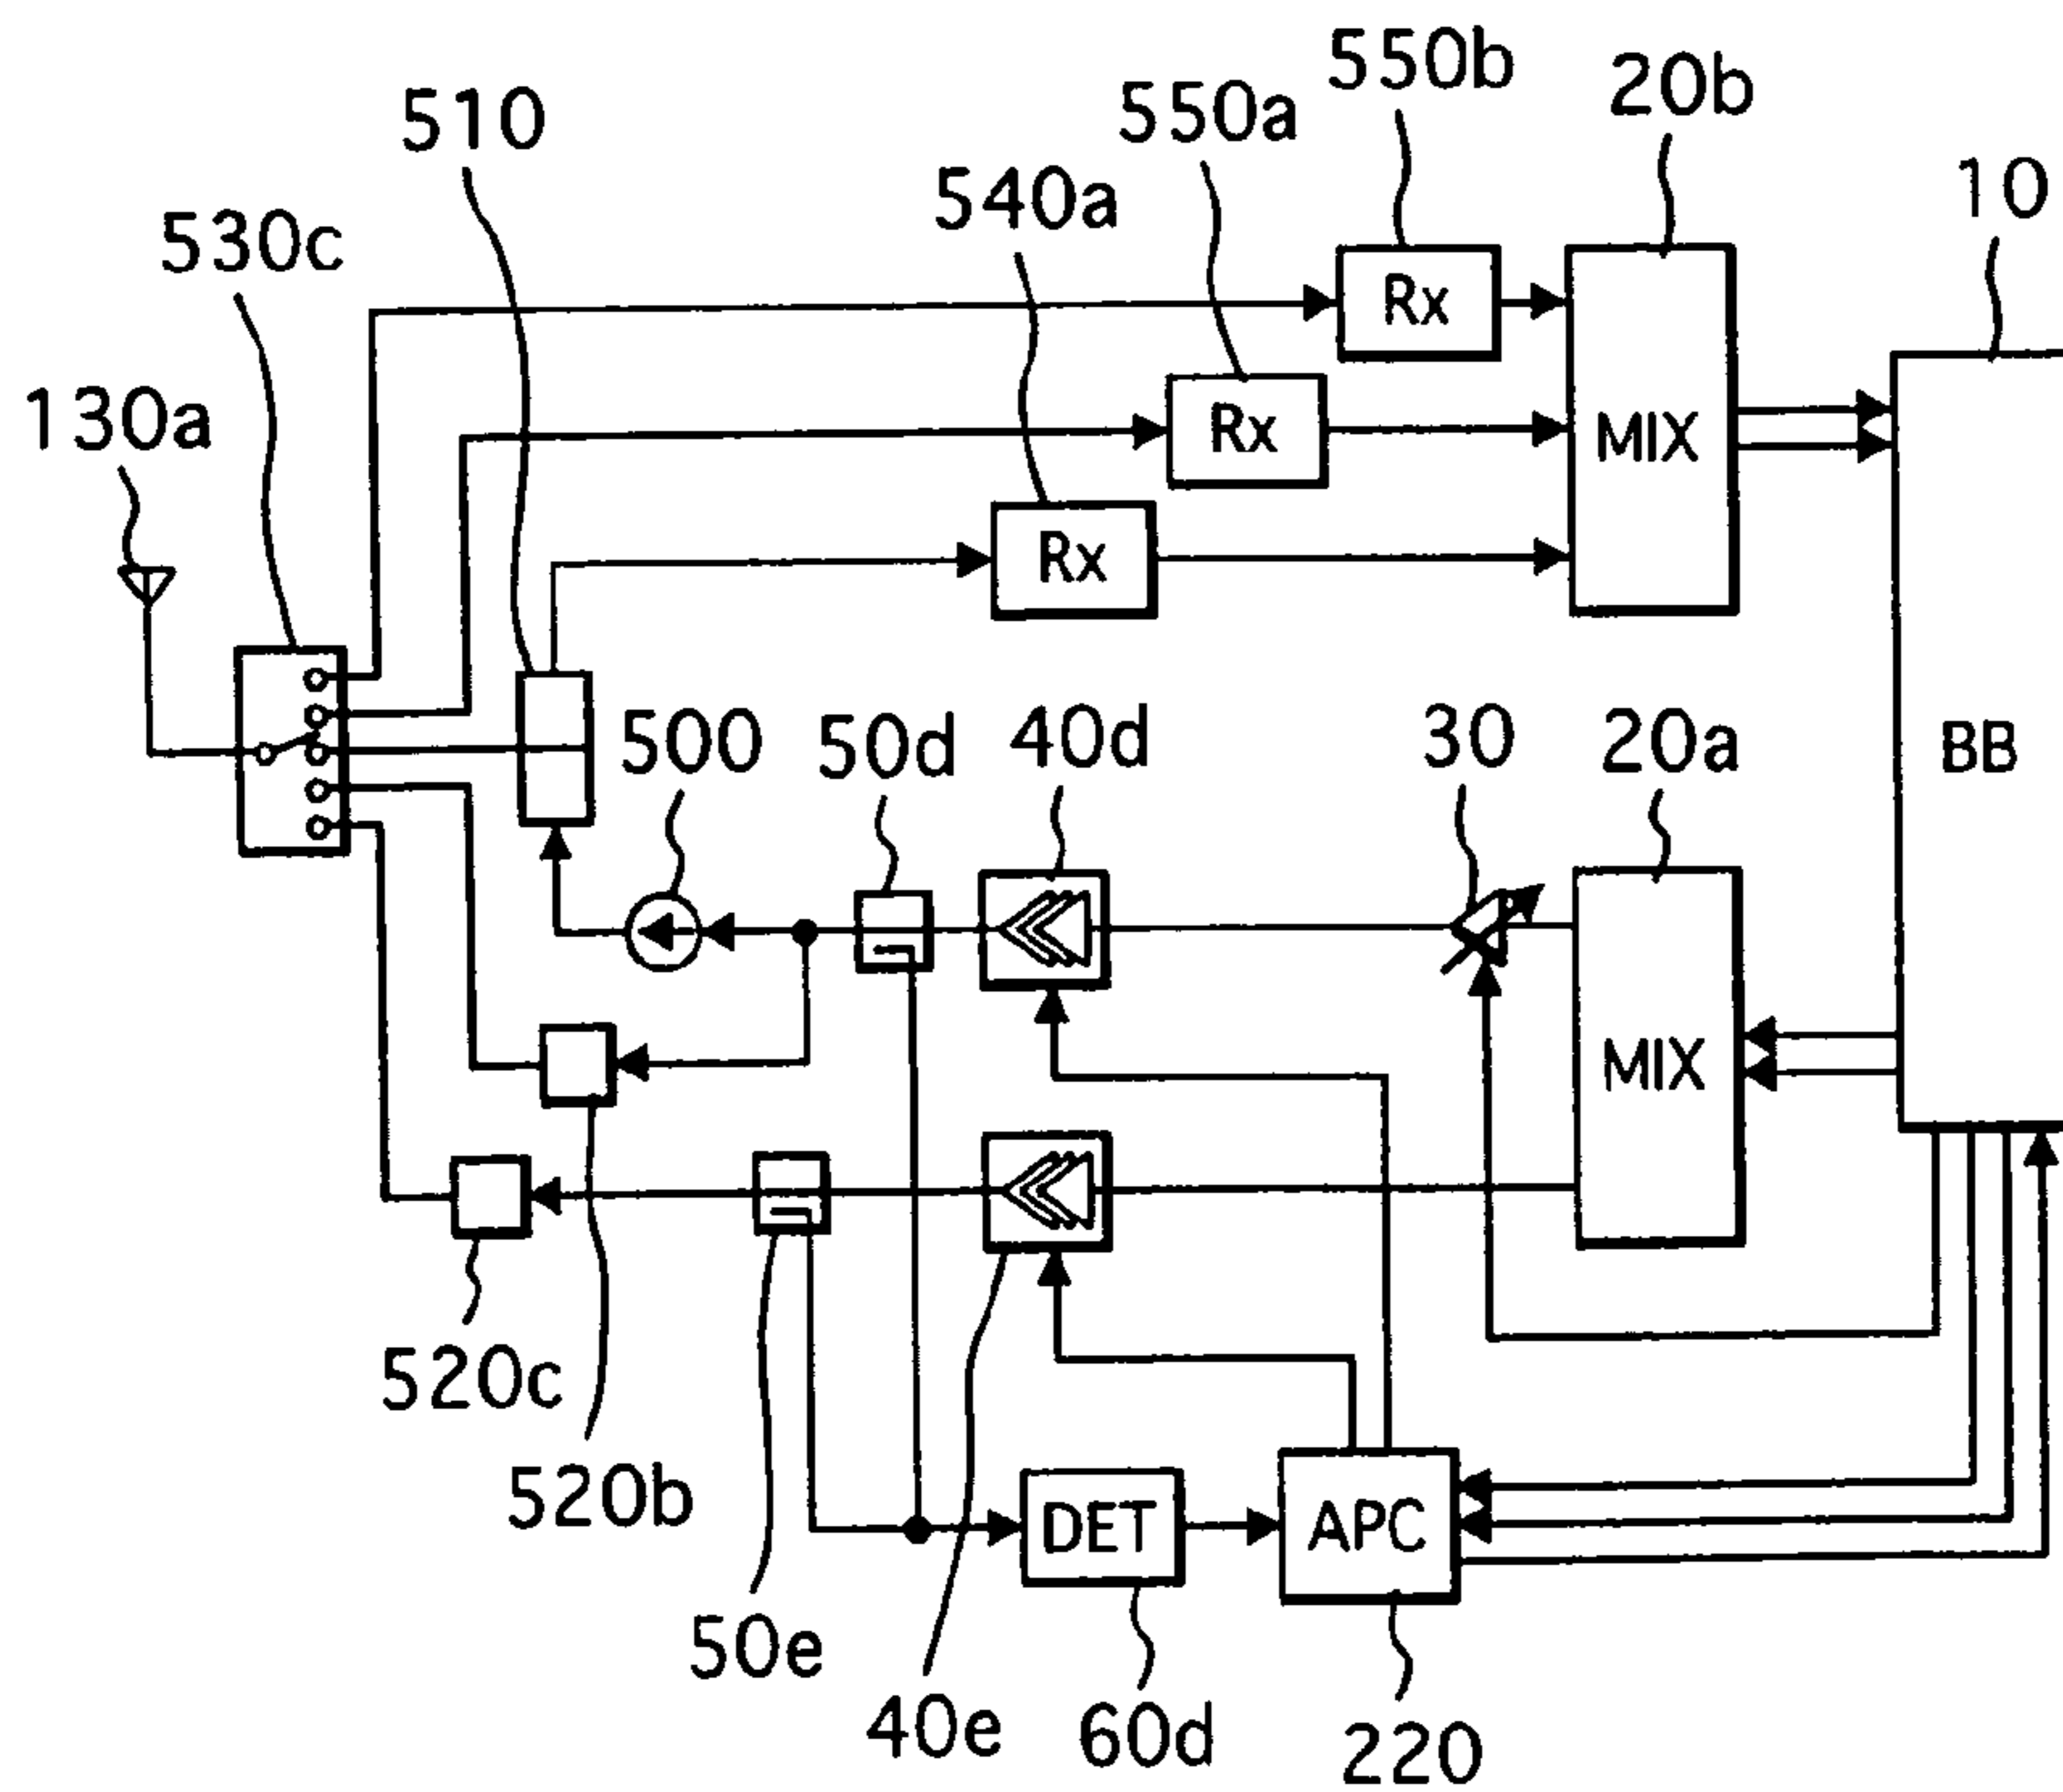 550b
20b
510
550a
10
540a
530c
Rx
130a
Rx
MIX
Rx
500
50d
40d
30
20a
BB
MIX
520c
520b
DET
APC
50e
40e
60d
220